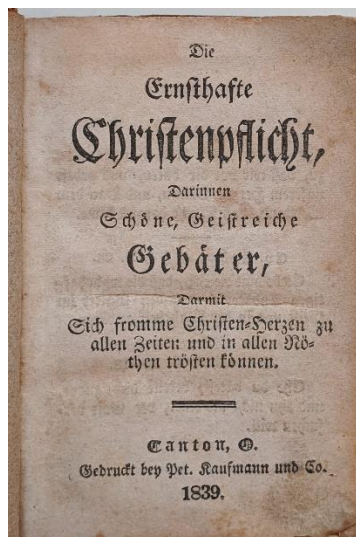 Die
Ernsthafte
Christenpflicht,
Darinnen
Schöne, Geistreiche
Gebäter,
Darmit
Sich fromme Christen-Herzen zu
allen Zeiten und in allen Nö-
then trösten können.
Canton, O.
Gedruckt bey Pet. Kaufmann und Co.
1839.